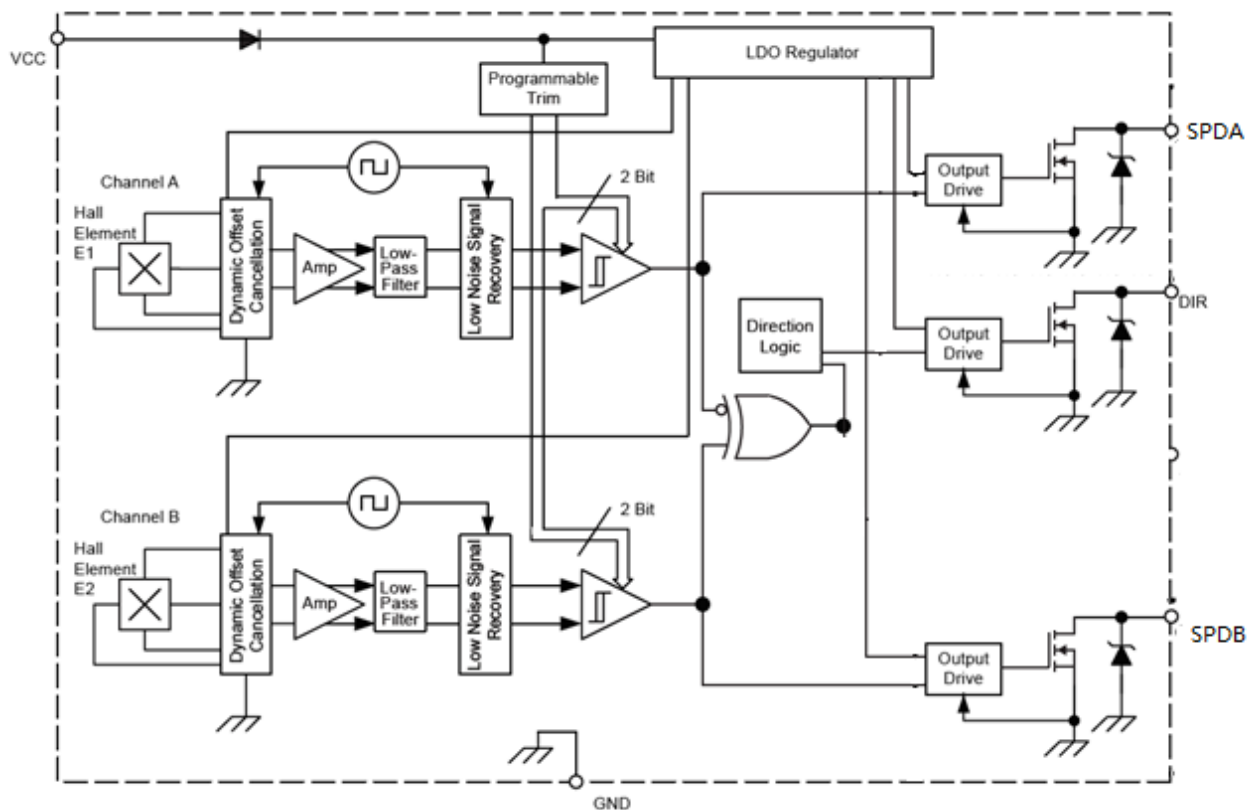 VCC
LDO Regulator
Programmable
Trim
SPDA
2 Bit
Output
Drive
Channel A
Hall
Element
E1
Dynamic Offset
Cancellation
Amp
Low-
Pass
Filter
Low Noise Signal
Recovery
DIR
Direction
Logic
Output
Drive
Channel B
2 Bit
Hall
Element
E2
Dynamic Offset
Cancellation
Amp
Low-
Pass
Filter
Low Noise Signal
Recovery
SPDB
Output
Drive
GND